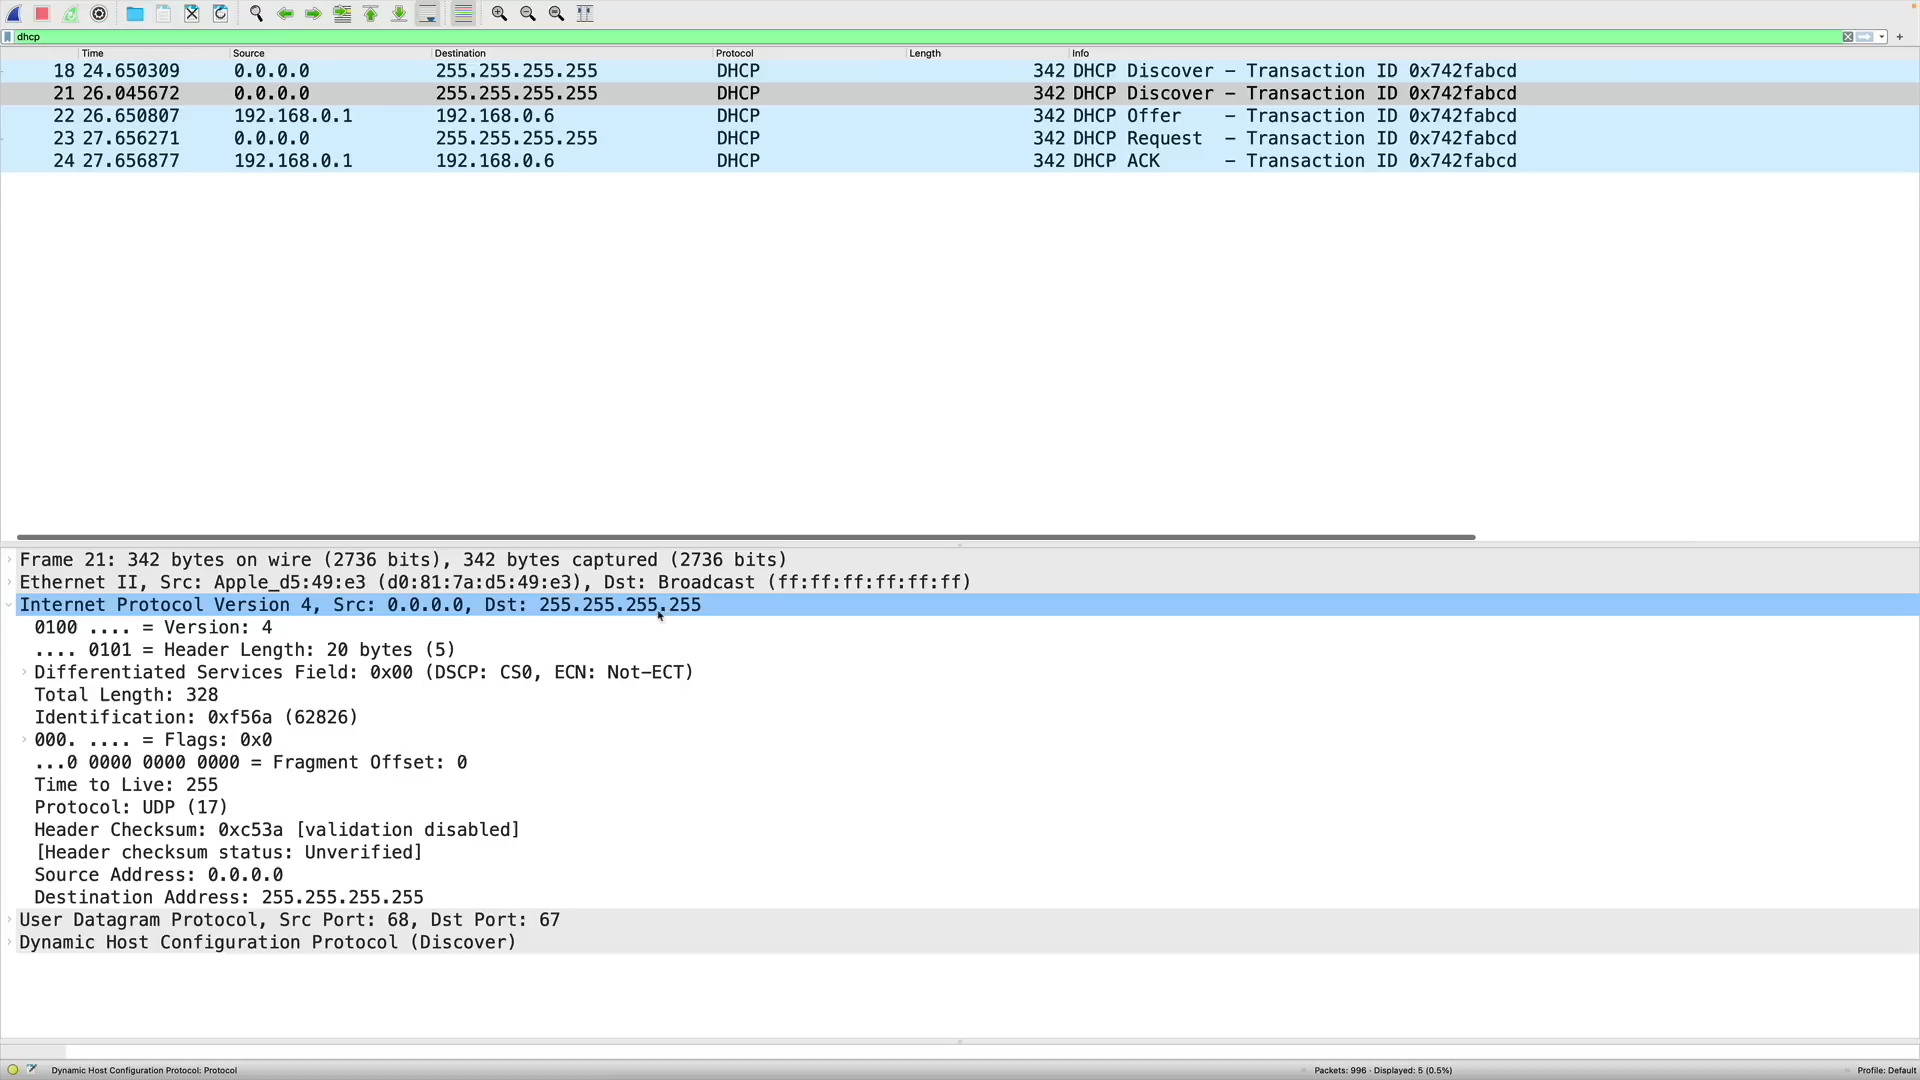 dhcp
Time Source Destination Protocol Length Info
18 24.650309 0.0.0.0 255.255.255.255 DHCP 342 DHCP Discover – Transaction ID 0x742fabcd
21 26.045672 0.0.0.0 255.255.255.255 DHCP 342 DHCP Discover – Transaction ID 0x742fabcd
22 26.650807 192.168.0.1 192.168.0.6 DHCP 342 DHCP Offer – Transaction ID 0x742fabcd
23 27.656271 0.0.0.0 255.255.255.255 DHCP 342 DHCP Request – Transaction ID 0x742fabcd
24 27.656877 192.168.0.1 192.168.0.6 DHCP 342 DHCP ACK – Transaction ID 0x742fabcd
Frame 21: 342 bytes on wire (2736 bits), 342 bytes captured (2736 bits)
Ethernet II, Src: Apple_d5:49:e3 (d0:81:7a:d5:49:e3), Dst: Broadcast (ff:ff:ff:ff:ff:ff)
Internet Protocol Version 4, Src: 0.0.0.0, Dst: 255.255.255.255
0100 .... = Version: 4
.... 0101 = Header Length: 20 bytes (5)
Differentiated Services Field: 0x00 (DSCP: CS0, ECN: Not–ECT)
Total Length: 328
Identification: 0xf56a (62826)
000. .... = Flags: 0x0
...0 0000 0000 0000 = Fragment Offset: 0
Time to Live: 255
Protocol: UDP (17)
Header Checksum: 0xc53a [validation disabled]
[Header checksum status: Unverified]
Source Address: 0.0.0.0
Destination Address: 255.255.255.255
User Datagram Protocol, Src Port: 68, Dst Port: 67
Dynamic Host Configuration Protocol (Discover)
Dynamic Host Configuration Protocol: Protocol Packets: 996 · Displayed: 5 (0.5%) Profile: Default